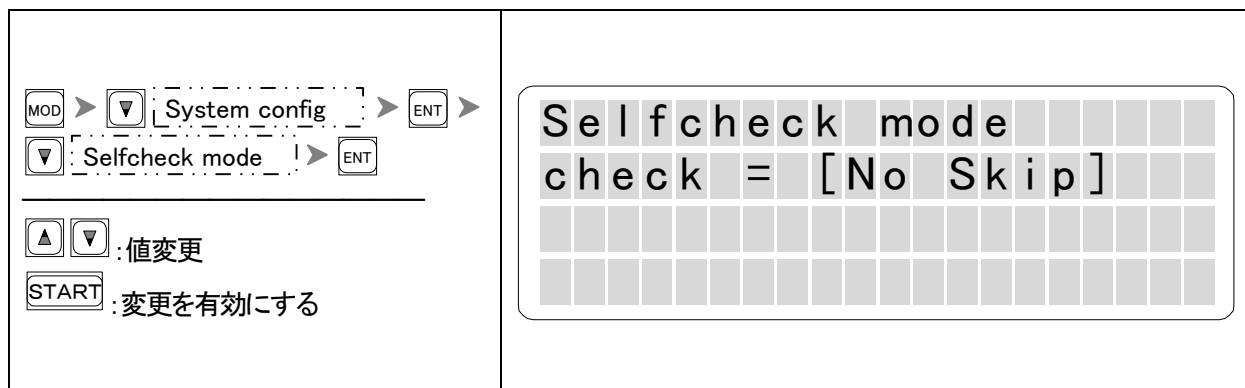 MOD ▼ System config ENT
▼ Selfcheck mode ENT
▲ ▼ :値変更
START :変更を有効にする
Selfcheck mode
check = [No Skip]